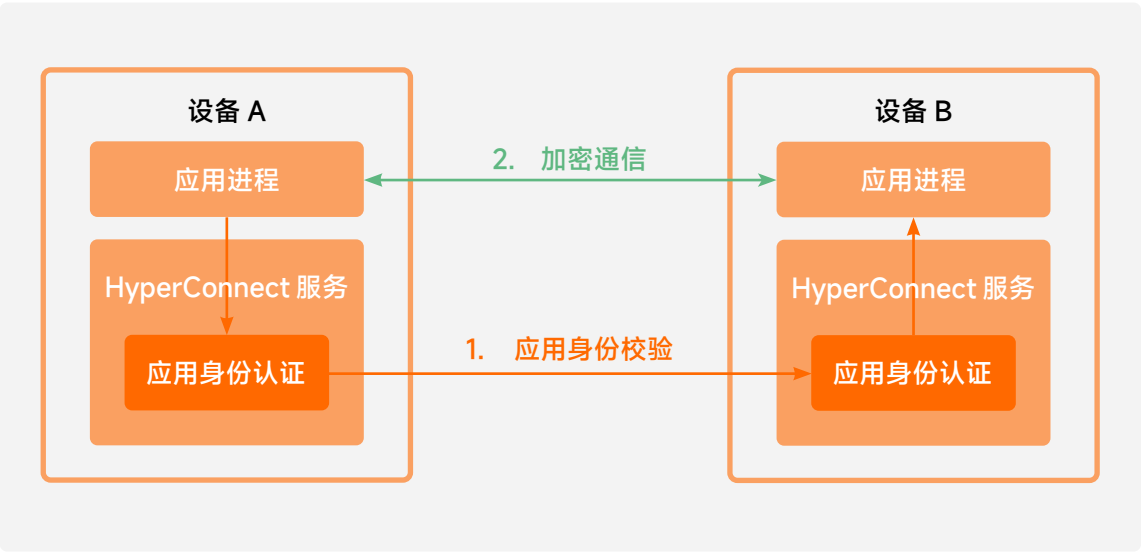 设备 A
应用进程
HyperConnect 服务
应用身份认证
2. 加密通信
1. 应用身份校验
设备 B
应用进程
HyperConnect 服务
应用身份认证